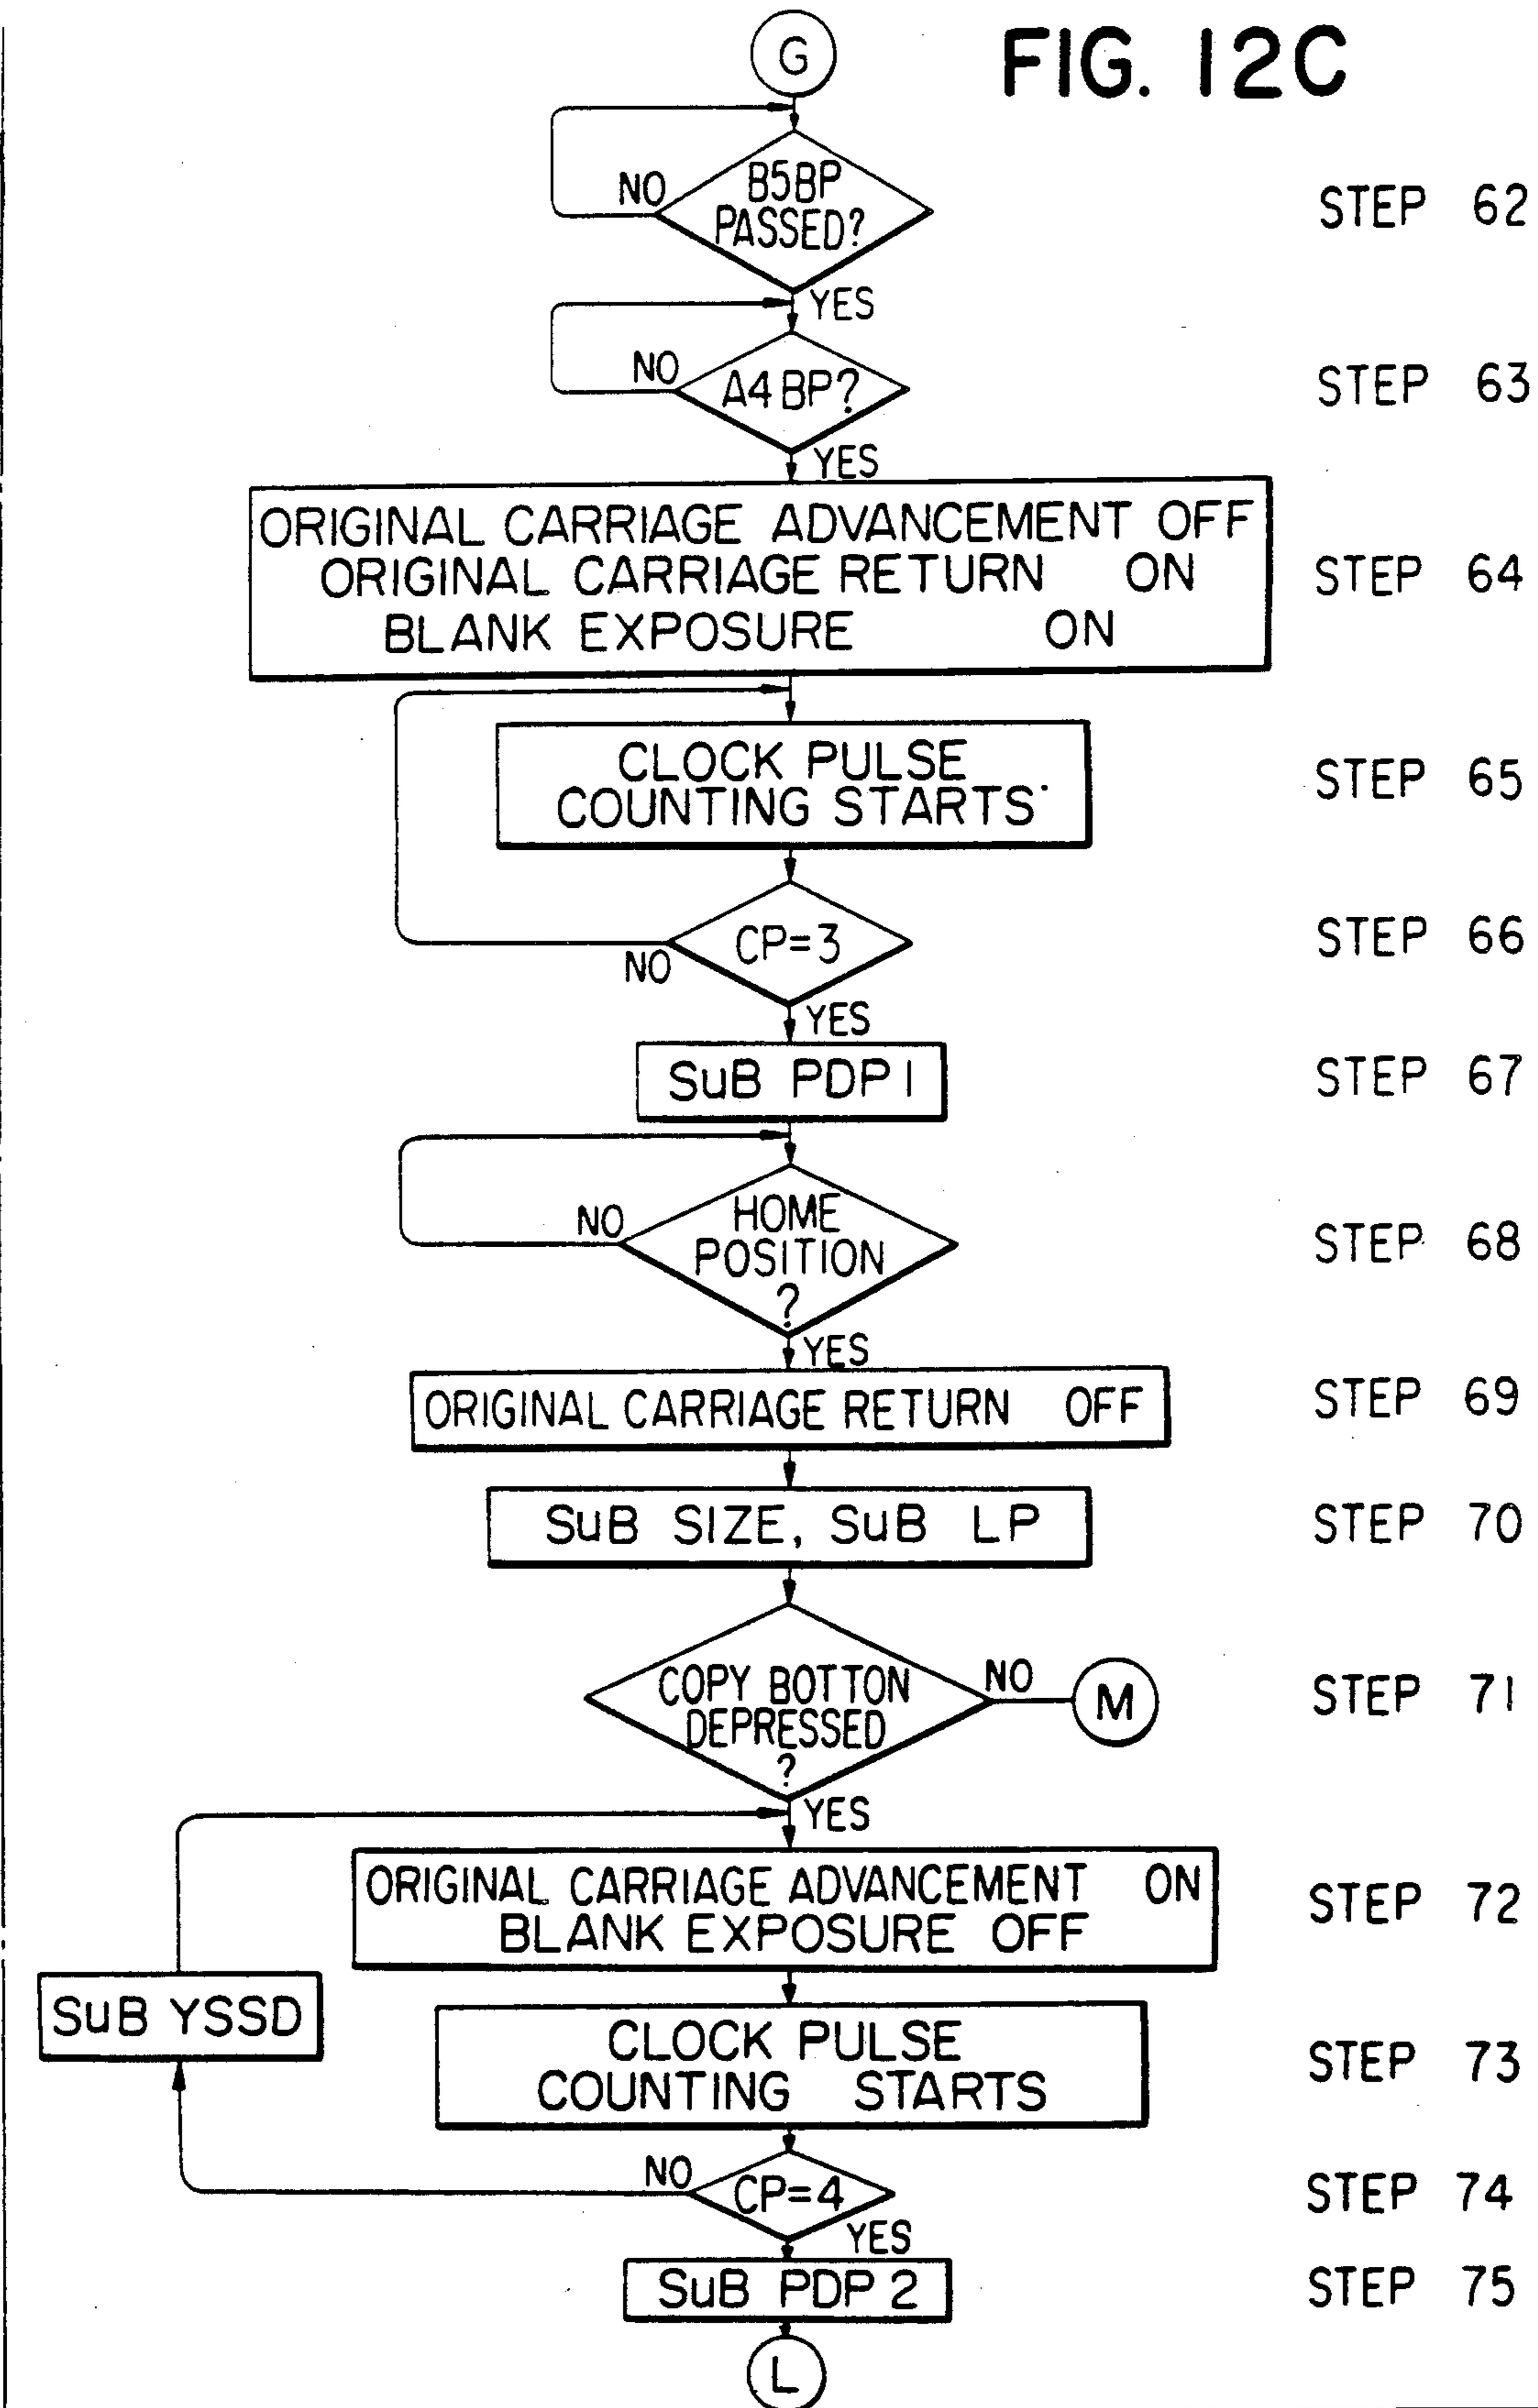 G
FIG. 12C
B5BP
PASSED?
NO
STEP 62
YES
A4 BP?
NO
STEP 63
YES
ORIGINAL CARRIAGE ADVANCEMENT OFF
ORIGINAL CARRIAGE RETURN ON
BLANK EXPOSURE ON
STEP 64
CLOCK PULSE
COUNTING STARTS
STEP 65
CP=3
NO
STEP 66
YES
SuB PDP1
STEP 67
HOME
POSITION
?
NO
STEP 68
YES
ORIGINAL CARRIAGE RETURN OFF
STEP 69
SuB SIZE, SuB LP
STEP 70
COPY BOTTON
DEPRESSED
?
NO
M
STEP 71
YES
ORIGINAL CARRIAGE ADVANCEMENT ON
BLANK EXPOSURE OFF
STEP 72
SuB YSSD
CLOCK PULSE
COUNTING STARTS
STEP 73
NO
CP=4
STEP 74
YES
SuB PDP 2
STEP 75
L